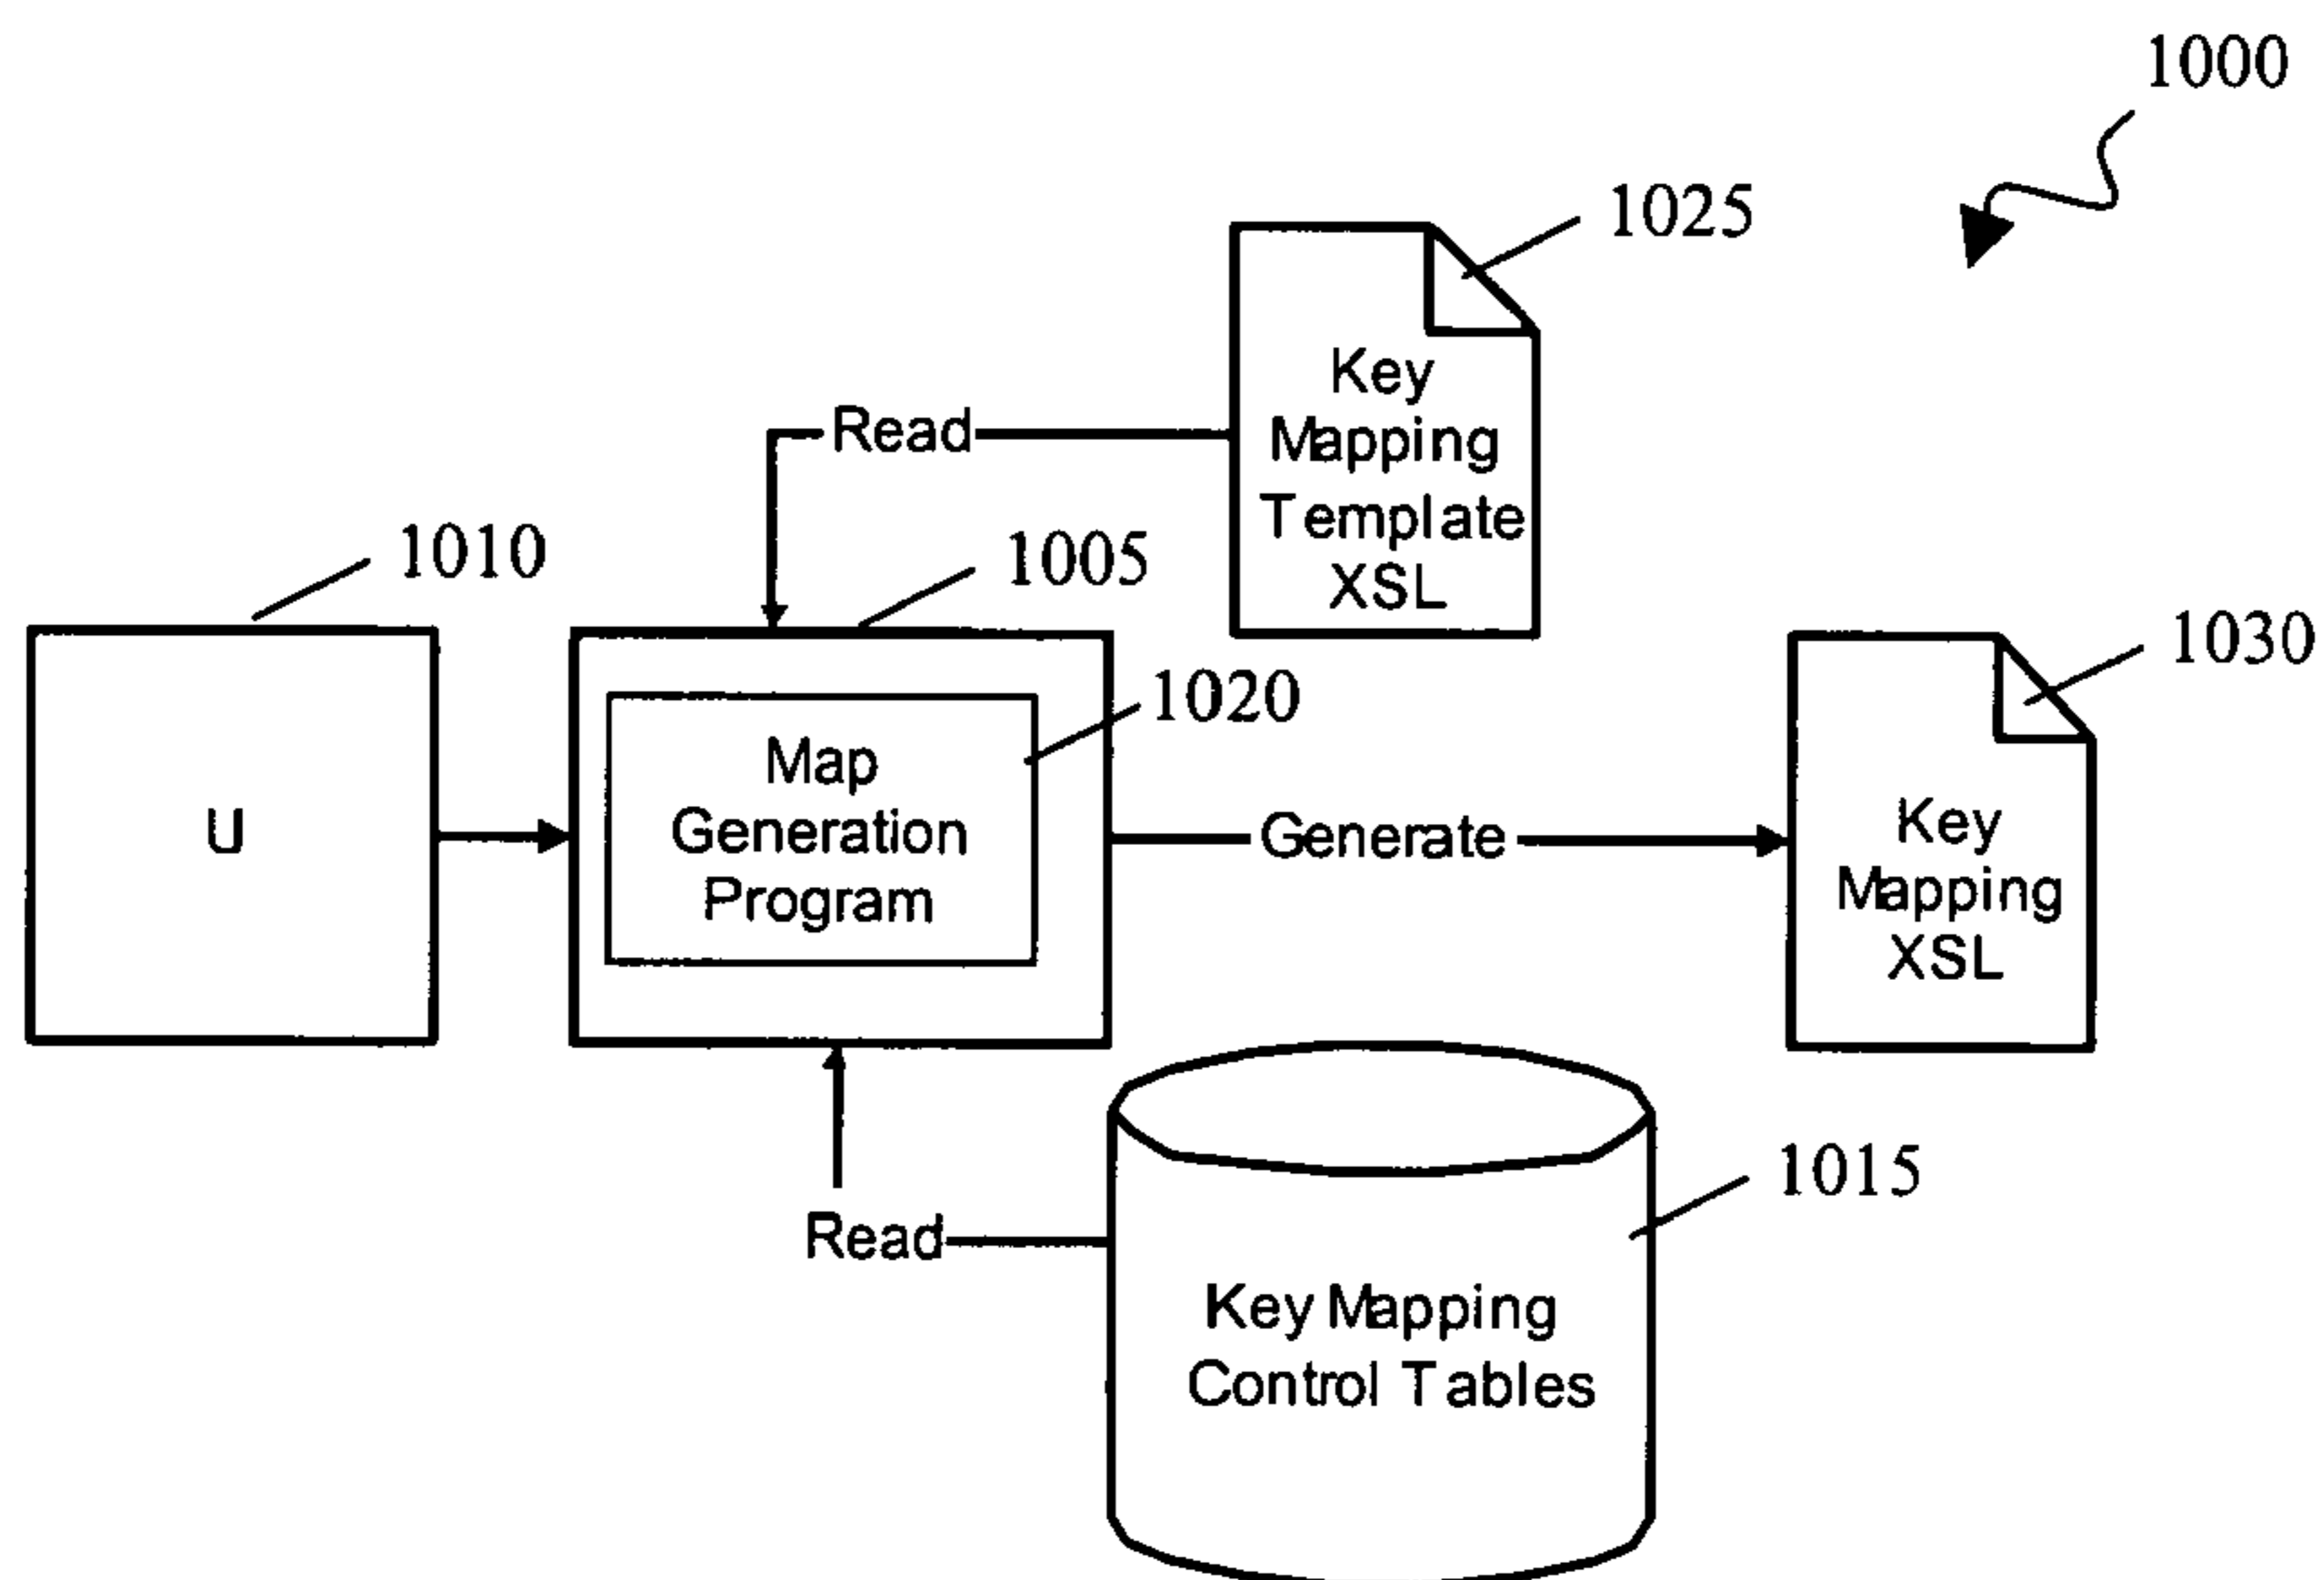 1000
1025
Key
Mapping
Template
XSL
Read
1010
1005
1030
1020
U
Map
Generation
Program
Generate
Key
Mapping
XSL
1015
Read
Key Mapping
Control Tables